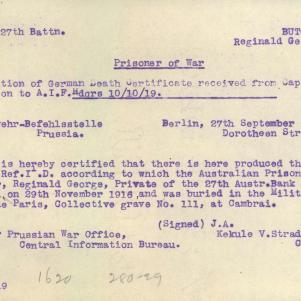 27th Battn.
BUT
Reginald Ge
Prisoner of War
tion of German Death Certificate received from Cap
on to A.I.F. Hdqrs 10/10/19.
ehr-Befehlsstelle
Berlin, 27th September
Prussia.
Dorotheen Str
is hereby certified that there is here produced th
Ref.I D. according to which the Australian Prison
, Reginald George, Private of the 27th Austr.Bank
, on 29th November 1916, and was buried in the Milit
e Paris, Collective grave No. 111, at Cambrai.
(Signed) J.A.
Prussian War Office,
Kekule V.Strad
Central Information Bureau.
C
1620 280-29
9